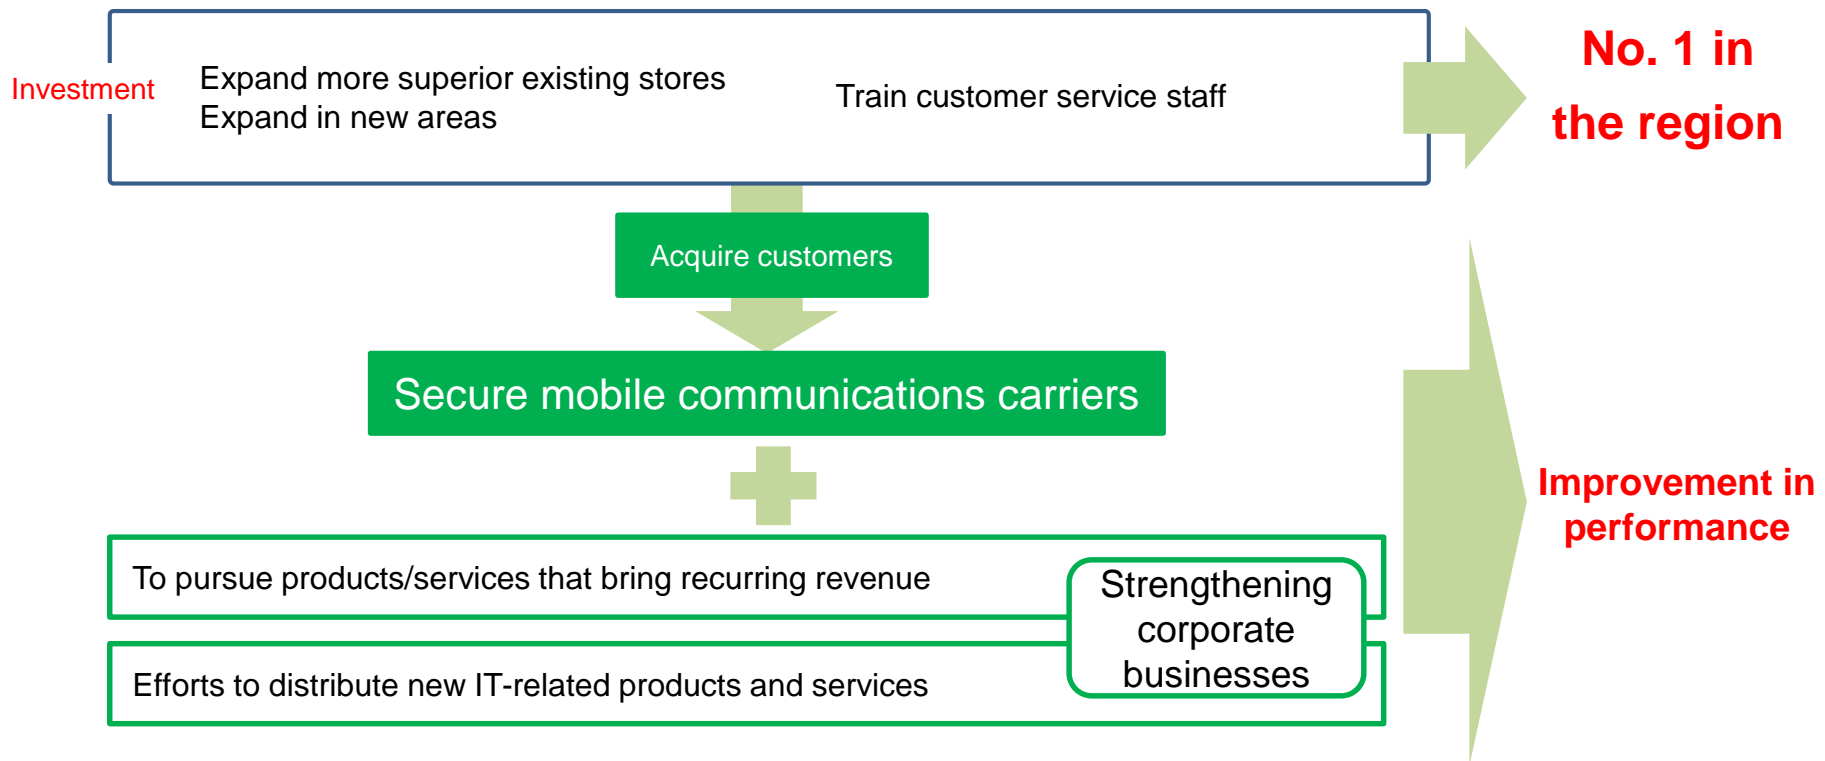 Investment
Expand more superior existing stores
Expand in new areas
Train customer service staff
No. 1 in
the region
Acquire customers
Secure mobile communications carriers
To pursue products/services that bring recurring revenue
Efforts to distribute new IT-related products and services
Strengthening
corporate
businesses
Improvement in
performance